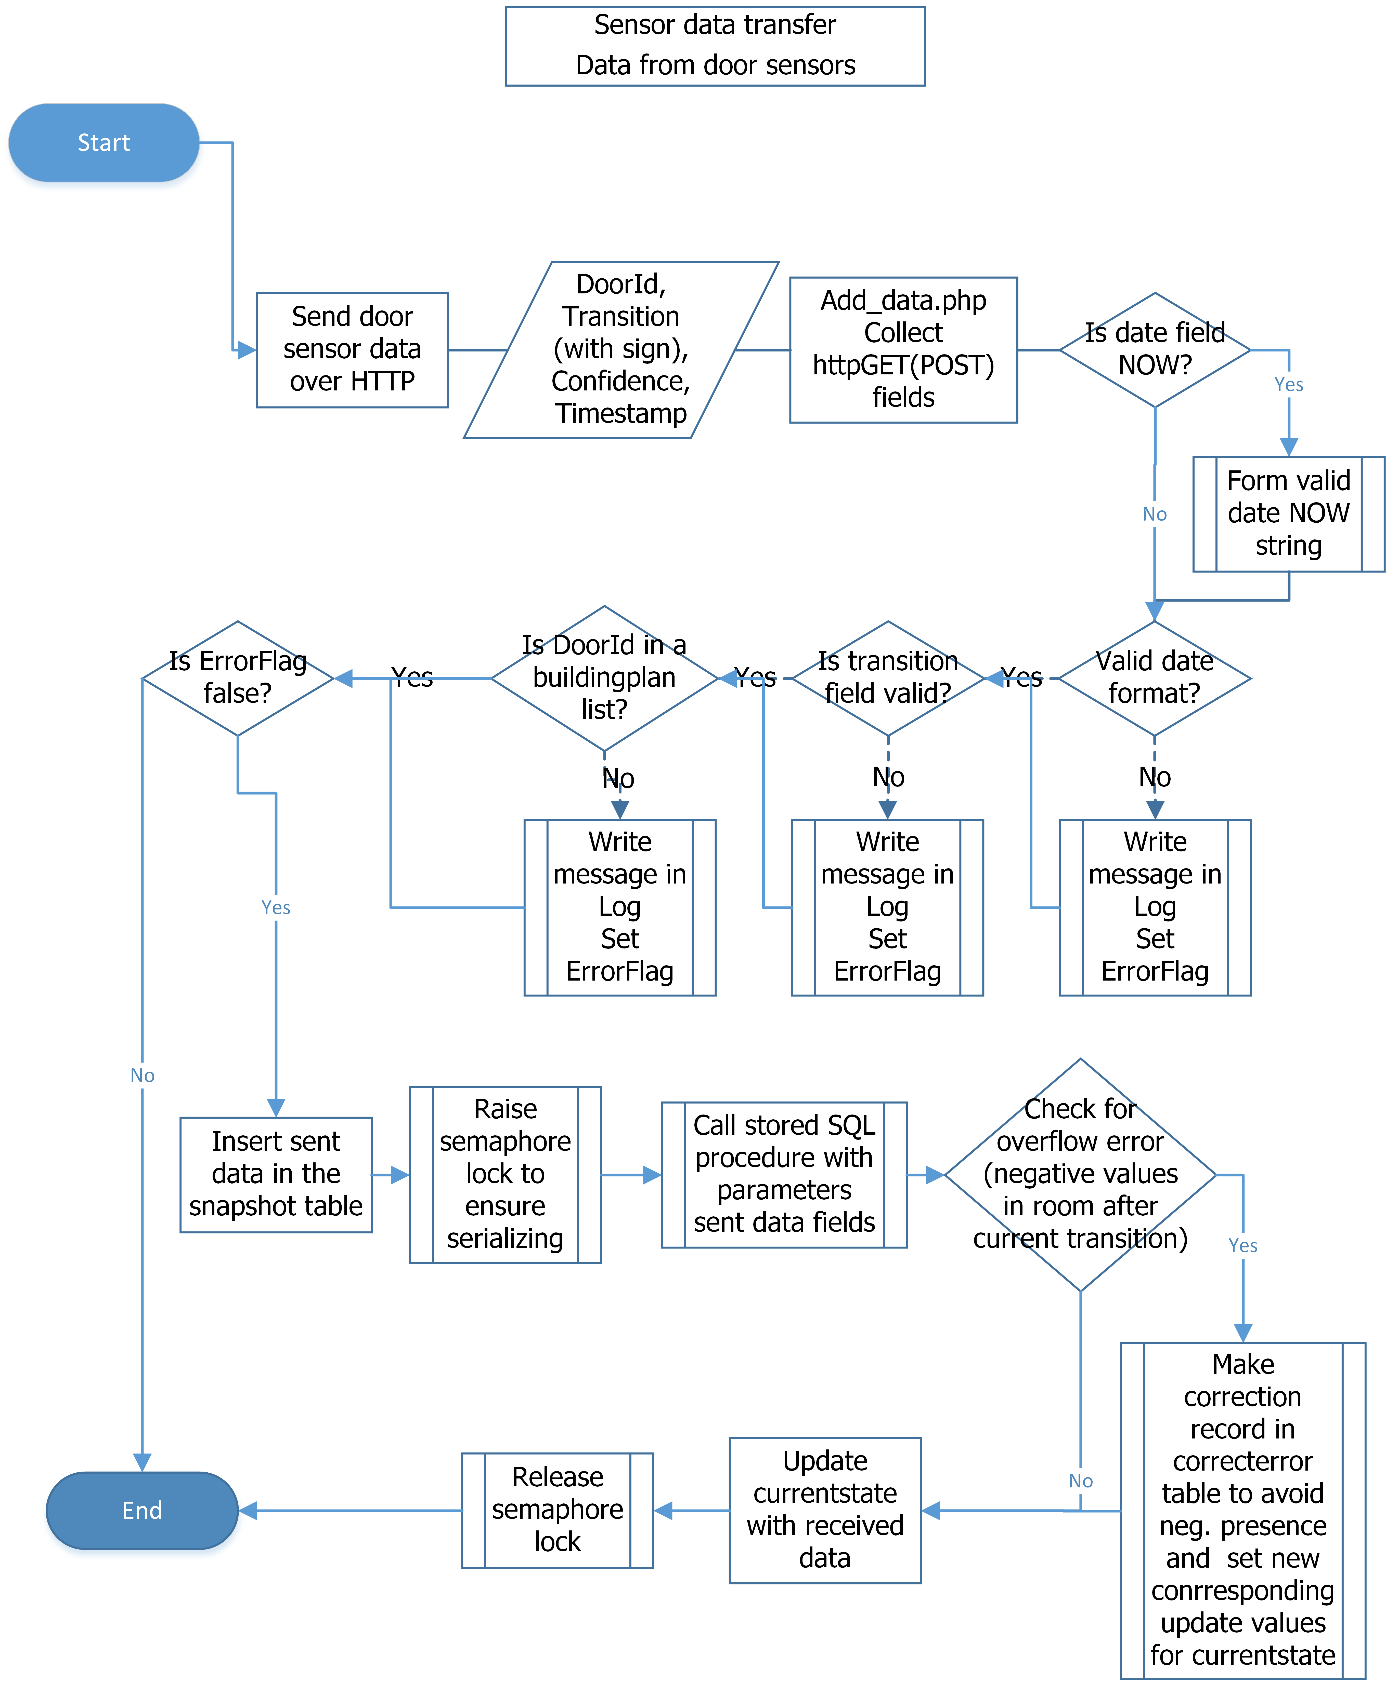 Sensor data transfer
Data from door sensors
Start
Send door
sensor data
over HTTP
DoorId,
Transition
(with sign),
Confidence,
Timestamp
Add_data.php
Collect
httpGET(POST)
fields
Is date field
NOW?
Yes
Form valid
date NOW
string
No
Valid date
format?
Yes
No
Write
message in
Log
Set
ErrorFlag
Is transition
field valid?
Yes
No
Write
message in
Log
Set
ErrorFlag
Is DoorId in a
buildingplan
list?
Yes
No
Write
message in
Log
Set
ErrorFlag
Is ErrorFlag
false?
Yes
No
Insert sent
data in the
snapshot table
Raise
semaphore
lock to
ensure
serializing
Call stored SQL
procedure with
parameters
sent data fields
Check for
overflow error
(negative values
in room after
current transition)
Yes
No
Make
correction
record in
correcterror
table to avoid
neg. presence
and set new
conrresponding
update values
for currentstate
Update
currentstate
with received
data
Release
semaphore
lock
End